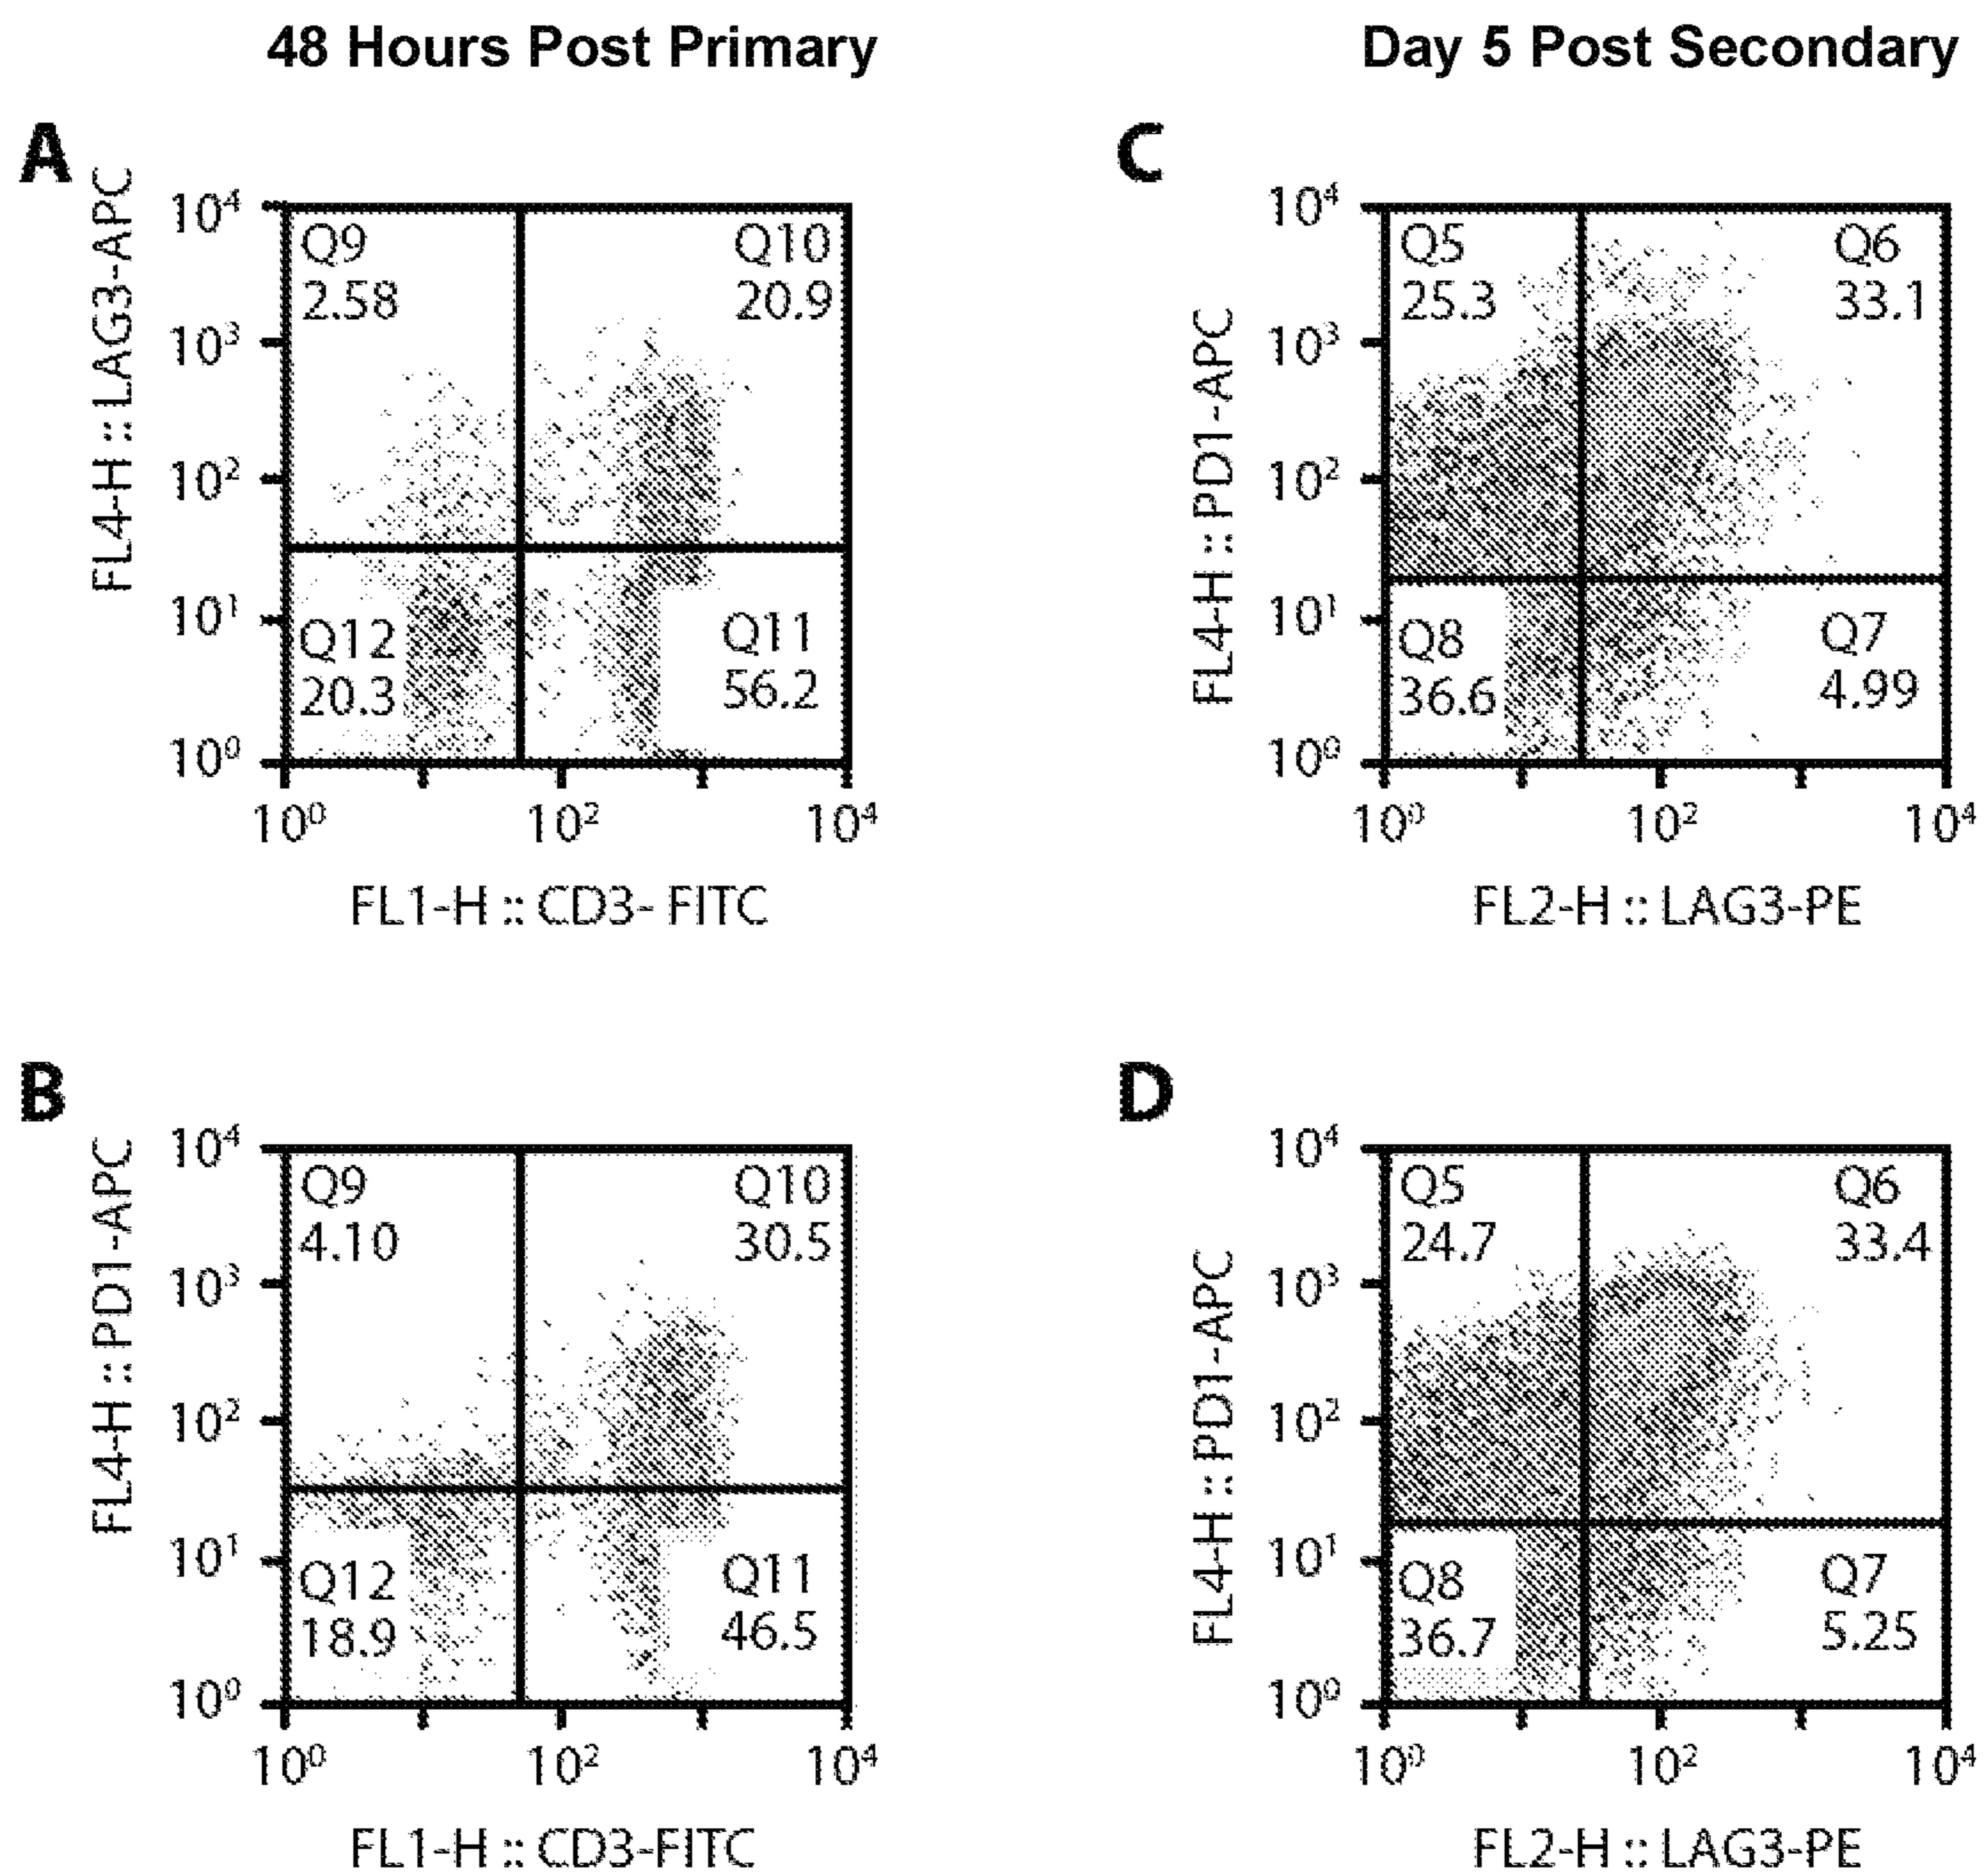 48 Hours Post Primary
Day 5 Post Secondary
A
FL4-H :: LAG3-APC
10⁴
10³
10²
10¹
10⁰
Q9
2.58
Q10
20.9
Q12
20.3
Q11
56.2
10⁰ 10² 10⁴
FL1-H :: CD3- FITC
C
FL4-H :: PD1-APC
10⁴
10³
10²
10¹
10⁰
Q5
25.3
Q6
33.1
Q8
36.6
Q7
4.99
10⁰ 10² 10⁴
FL2-H :: LAG3-PE
B
FL4-H :: PD1-APC
10⁴
10³
10²
10¹
10⁰
Q9
4.10
Q10
30.5
Q12
18.9
Q11
46.5
10⁰ 10² 10⁴
FL1-H :: CD3-FITC
D
FL4-H :: PD1-APC
10⁴
10³
10²
10¹
10⁰
Q5
24.7
Q6
33.4
Q8
36.7
Q7
5.25
10⁰ 10² 10⁴
FL2-H :: LAG3-PE